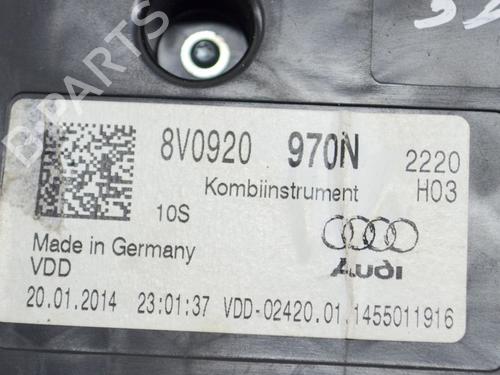 B-PARTS
8V0920 970N 2220
Kombiinstrument H03
10S
Made in Germany
VDD
Audi
20.01.2014 23:01:37 VDD-02420.01.1455011916